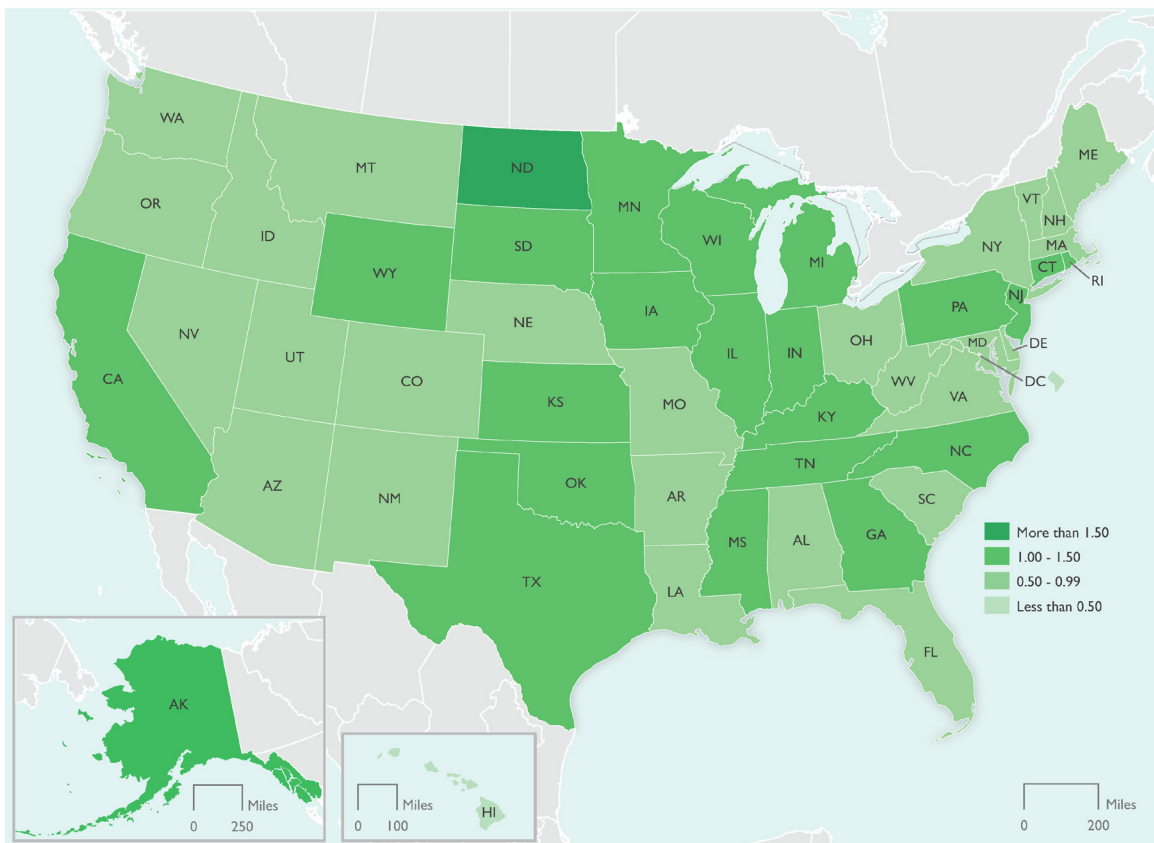 WA
MT
ND
ME
OR
MN
VT
NH
ID
SD
WI
NY
MA
WY
MI
CT
RI
IA
NE
PA
NJ
NV
UT
OH
MD
DE
IL
IN
CA
CO
WV
DC
VA
KS
MO
KY
NC
TN
AZ
OK
NM
AR
SC
MS
AL
GA
TX
LA
FL
More than 1.50
1.00 - 1.50
0.50 - 0.99
Less than 0.50
AK
Miles
0 250
HI
Miles
0 100
Miles
0 200